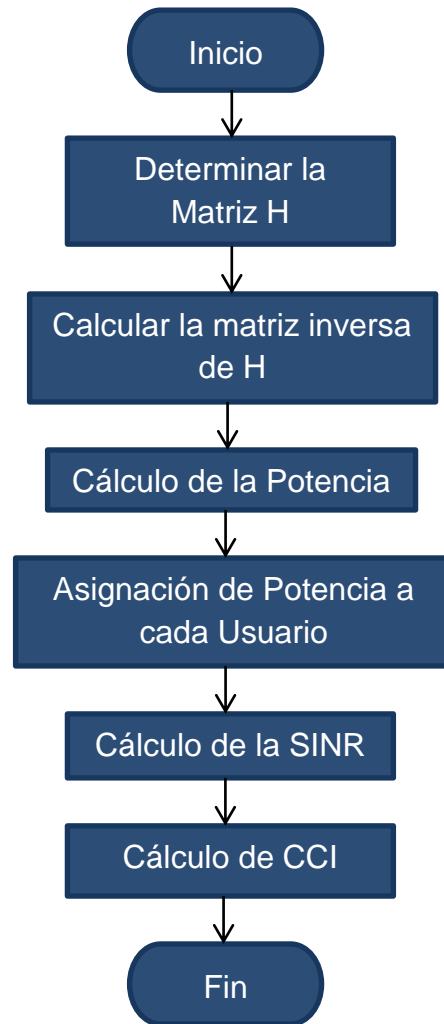 Inicio
Determinar la
Matriz H
Calcular la matriz inversa
de H
Cálculo de la Potencia
Asignación de Potencia a
cada Usuario
Cálculo de la SINR
Cálculo de CCI
Fin